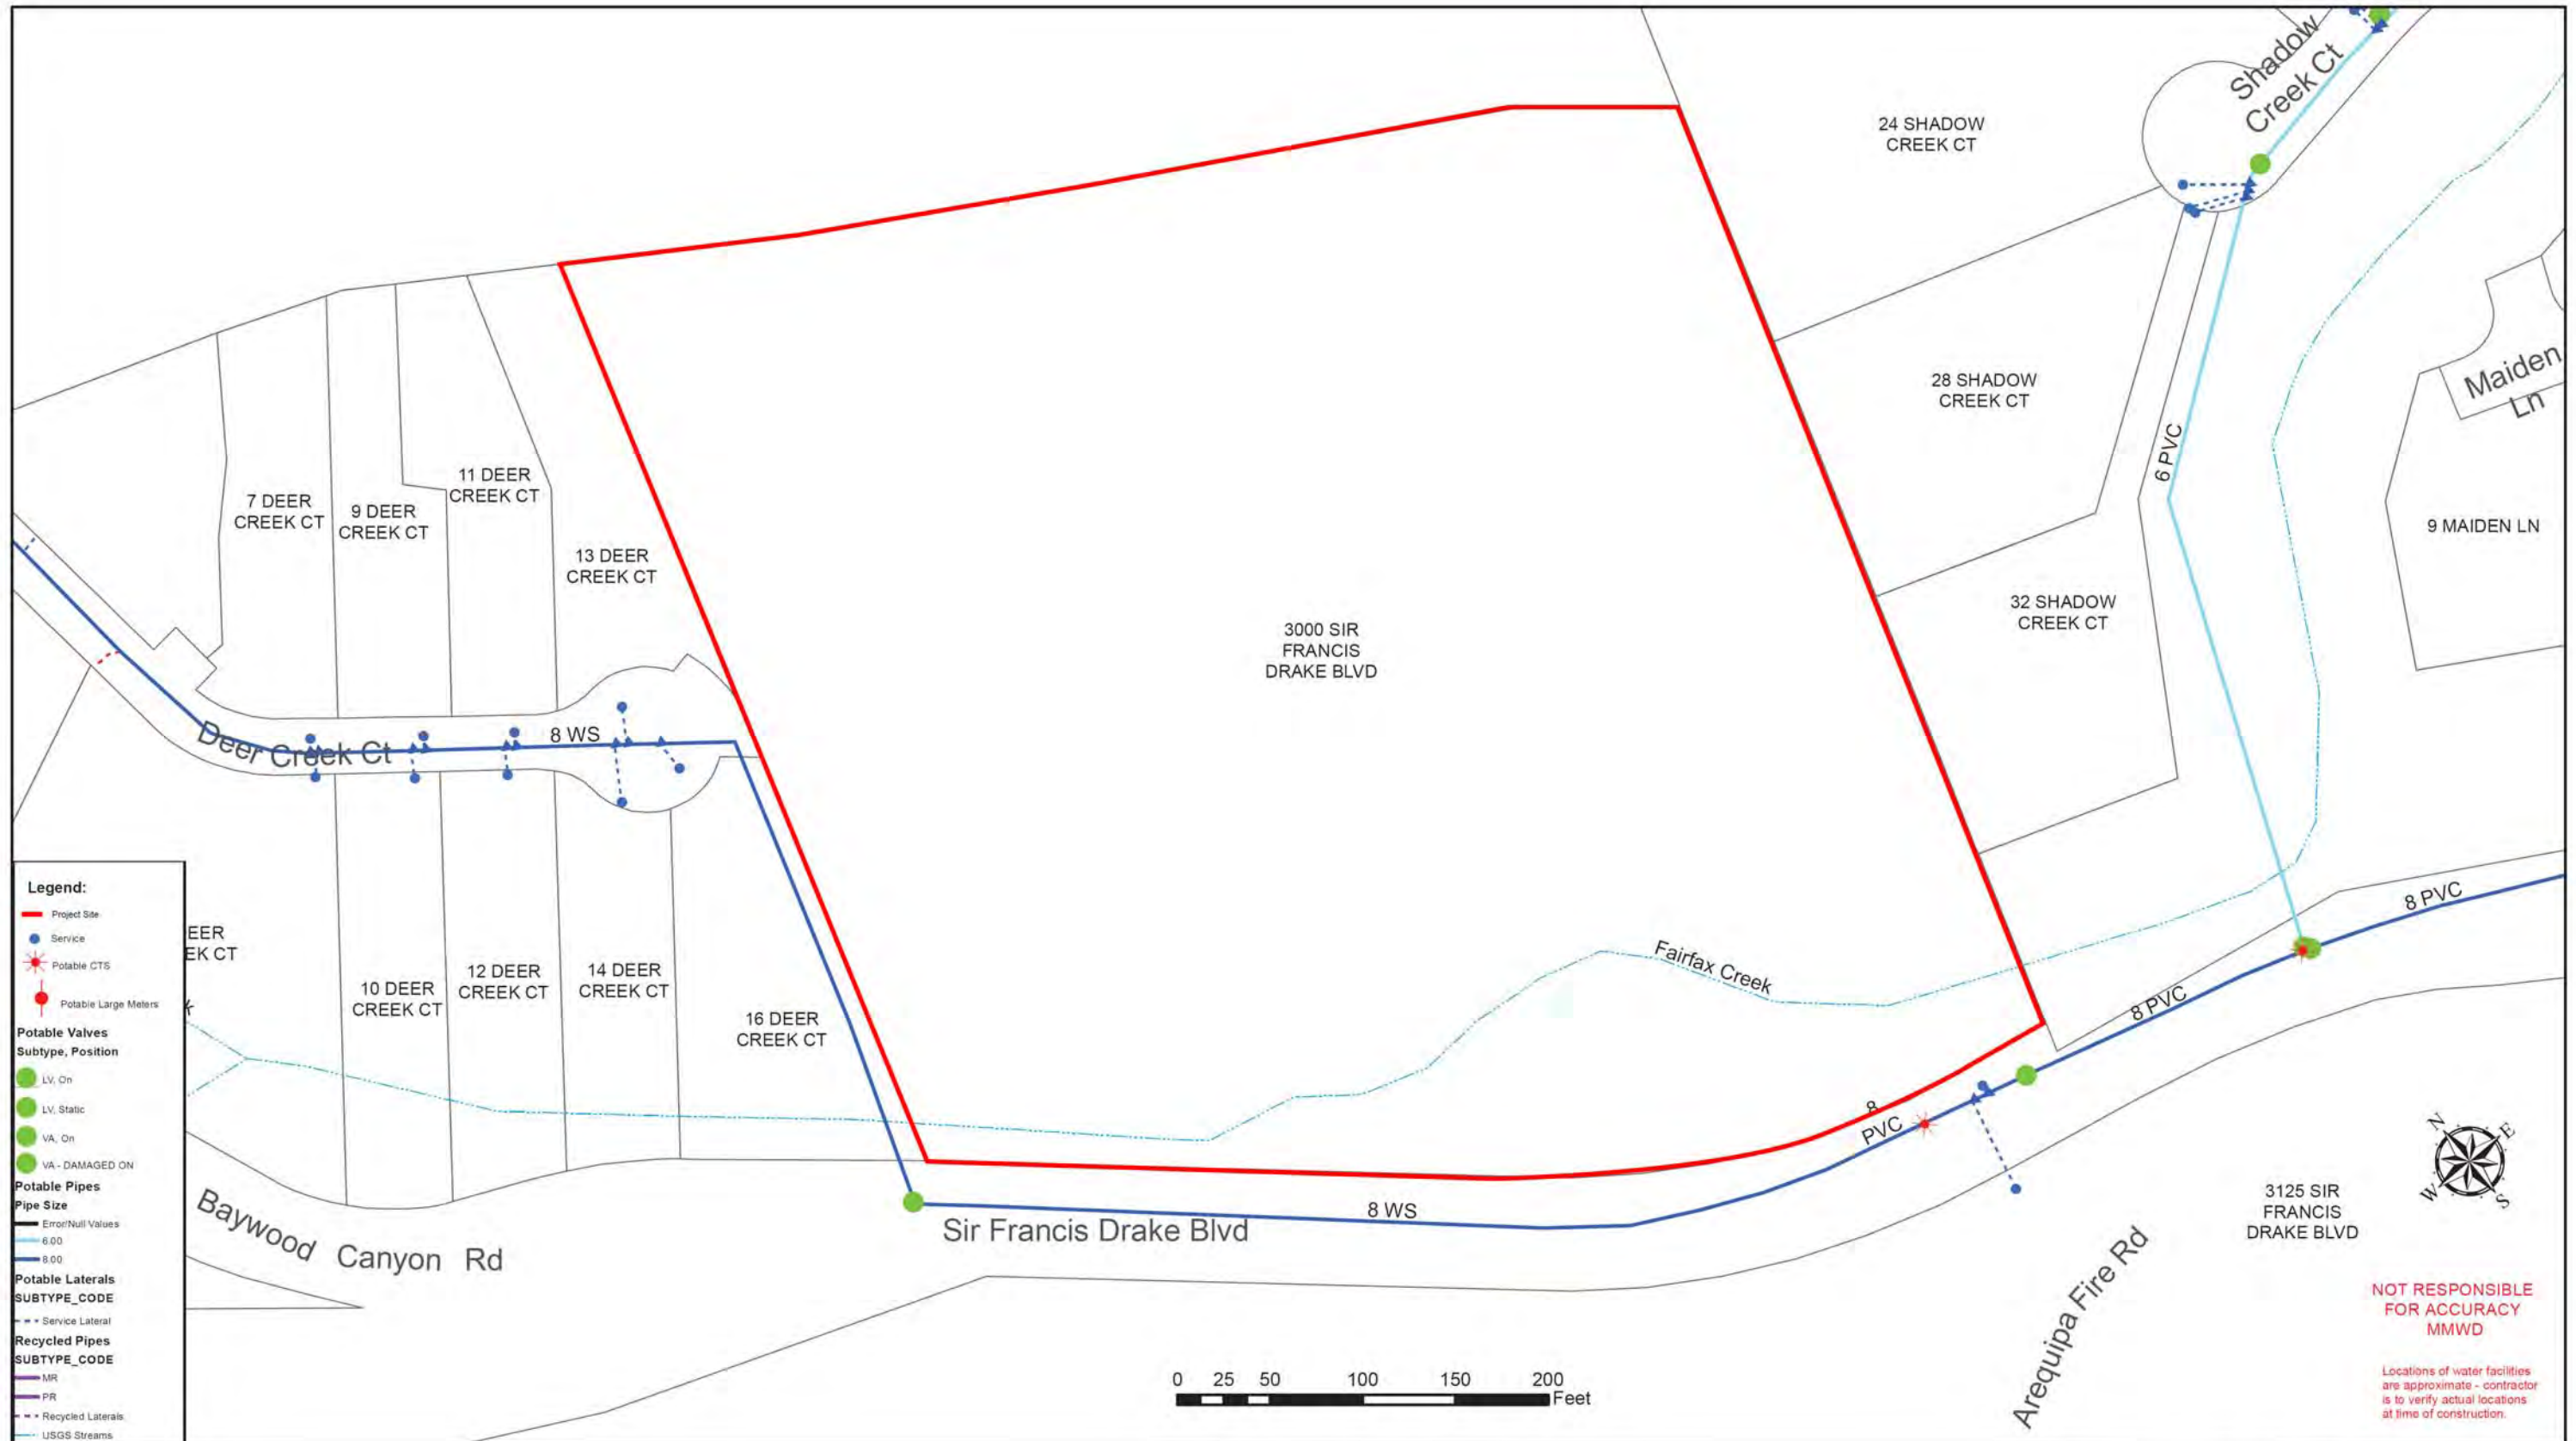 Shadow
Creek Ct
24 SHADOW
CREEK CT
28 SHADOW
CREEK CT
Maiden
Ln
6 PVC
9 MAIDEN LN
32 SHADOW
CREEK CT
7 DEER
CREEK CT
9 DEER
CREEK CT
11 DEER
CREEK CT
13 DEER
CREEK CT
3000 SIR
FRANCIS
DRAKE BLVD
Deer Creek Ct
8 WS
EER
EK CT
10 DEER
CREEK CT
12 DEER
CREEK CT
14 DEER
CREEK CT
16 DEER
CREEK CT
Fairfax Creek
8 PVC
8 PVC
8
PVC
8 WS
Sir Francis Drake Blvd
Baywood Canyon Rd
Arequipa Fire Rd
3125 SIR
FRANCIS
DRAKE BLVD
N
E
W
S
Legend:
Project Site
Service
Potable CTS
Potable Large Meters
Potable Valves
Subtype, Position
LV, On
LV, Static
VA, On
VA - DAMAGED ON
Potable Pipes
Pipe Size
Error/Null Values
6.00
8.00
Potable Laterals
SUBTYPE_CODE
Service Lateral
Recycled Pipes
SUBTYPE_CODE
MR
PR
Recycled Laterals
USGS Streams
0 25 50 100 150 200
Feet
NOT RESPONSIBLE
FOR ACCURACY
MMWD
Locations of water facilities
are approximate - contractor
is to verify actual locations
at time of construction.